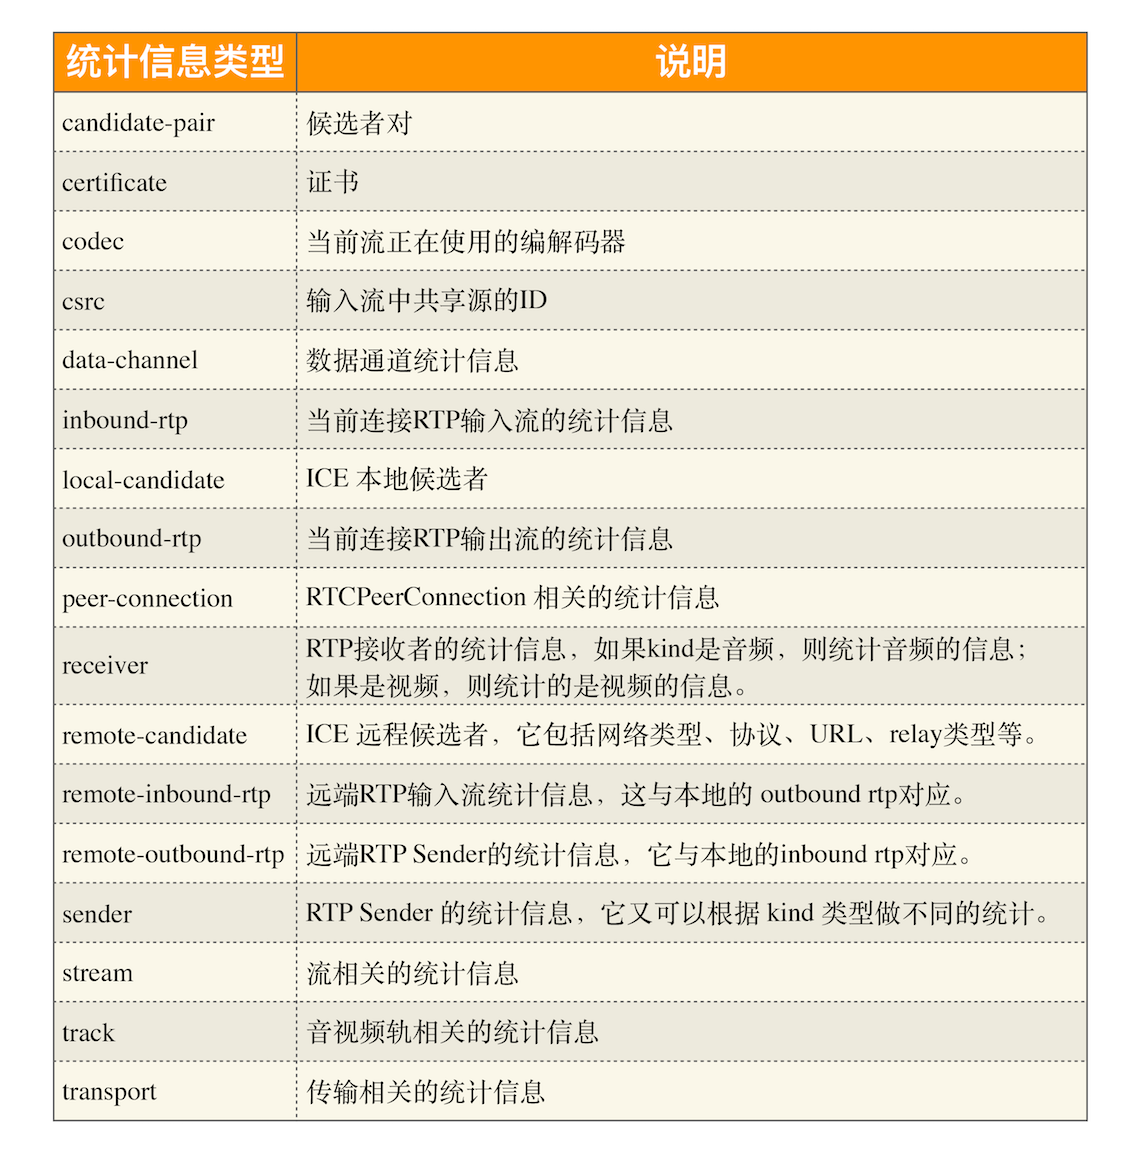 统计信息类型 说明
candidate-pair 候选者对
certificate 证书
codec 当前流正在使用的编解码器
csrc 输入流中共享源的ID
data-channel 数据通道统计信息
inbound-rtp 当前连接RTP输入流的统计信息
local-candidate ICE 本地候选者
outbound-rtp 当前连接RTP输出流的统计信息
peer-connection RTCPeerConnection 相关的统计信息
receiver RTP接收者的统计信息，如果kind是音频，则统计音频的信息；
如果是视频，则统计的是视频的信息。
remote-candidate ICE 远程候选者，它包括网络类型、协议、URL、relay类型等。
remote-inbound-rtp 远端RTP输入流统计信息，这与本地的 outbound rtp对应。
remote-outbound-rtp 远端RTP Sender的统计信息，它与本地的inbound rtp对应。
sender RTP Sender 的统计信息，它又可以根据 kind 类型做不同的统计。
stream 流相关的统计信息
track 音视频轨相关的统计信息
transport 传输相关的统计信息